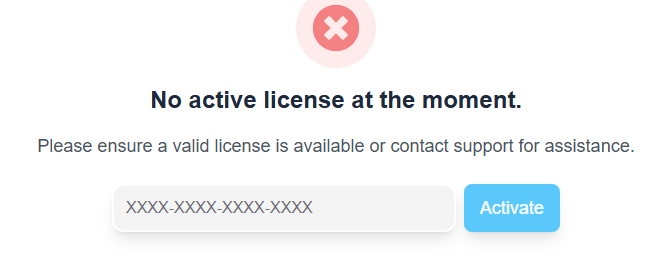 No active license at the moment.
Please ensure a valid license is available or contact support for assistance.
XXXX-XXXX-XXXX-XXXX
Activate